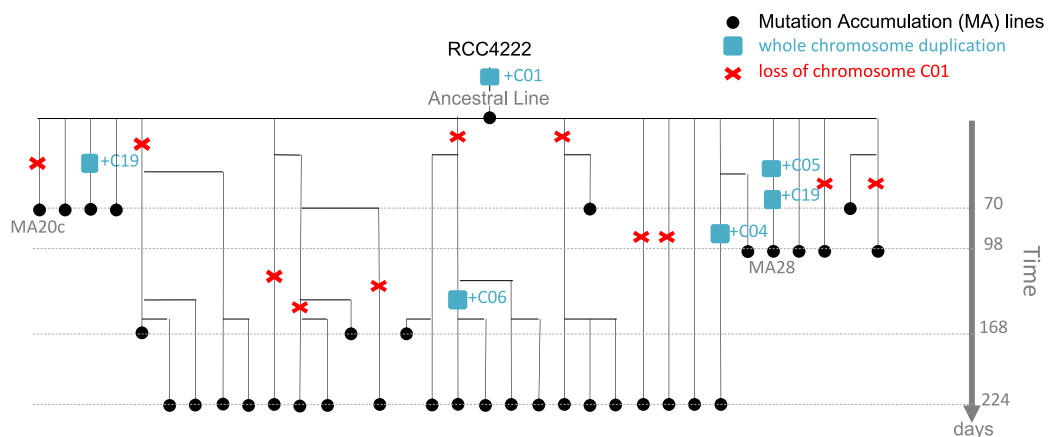 RCC4222
+C01
Ancestral Line
Mutation Accumulation (MA) lines
whole chromosome duplication
loss of chromosome C01
+C19
+C05
+C19
+C04
+C06
MA20c
MA28
70
98
168
224
Time
days